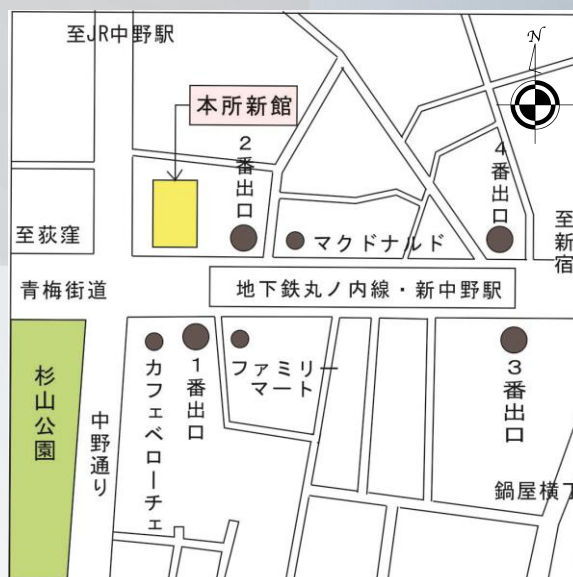 至JR中野駅
N
本所新館
2番出口
4番出口
至荻窪
マクドナルド
至新宿
青梅街道
地下鉄丸ノ内線・新中野駅
杉山公園
中野通り
カフェベローチェ
1番出口
ファミリー
マート
3番出口
鍋屋横丁